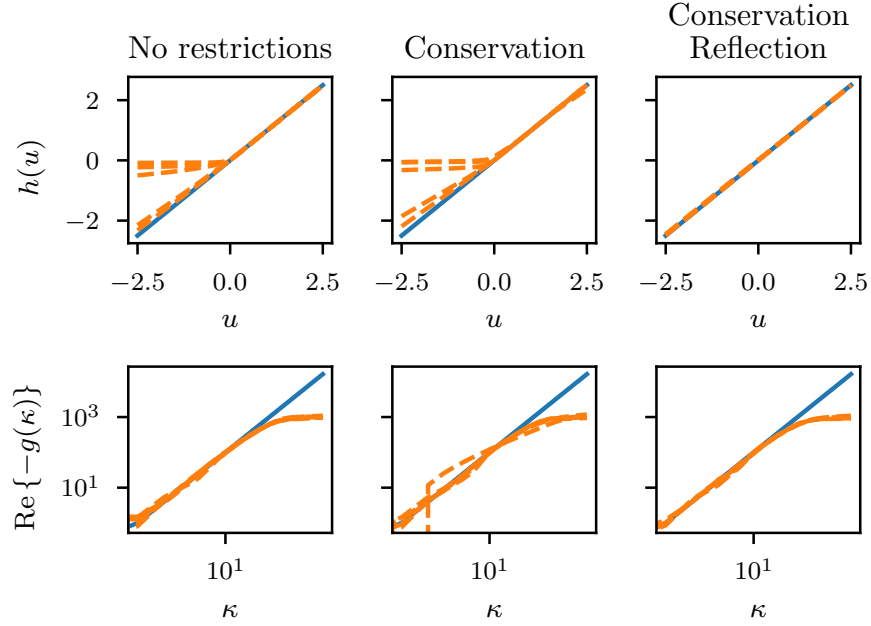 No restrictions
Conservation
Conservation
Reflection
h(u)
2
0
−2
−2.5 0.0 2.5
−2.5 0.0 2.5
−2.5 0.0 2.5
u
u
u
Re{−g(κ)}
10³
10¹
10¹
10¹
10¹
κ
κ
κ